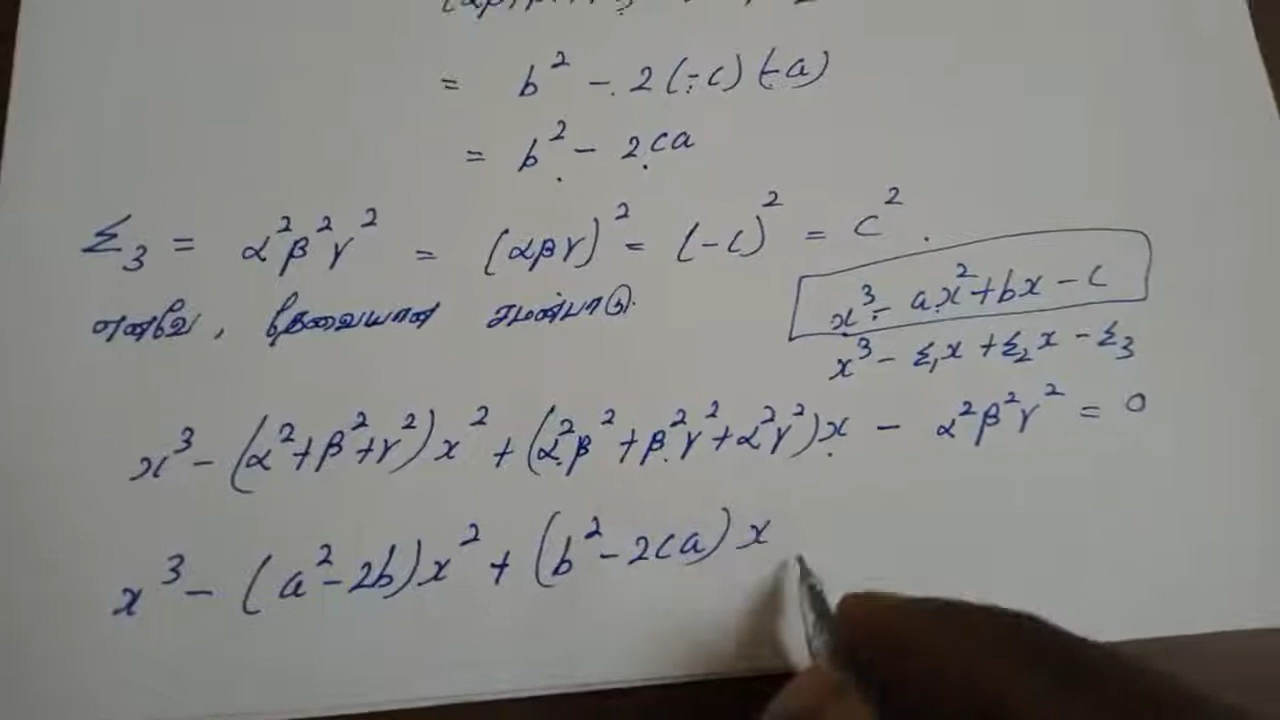 = b² - 2(-c)(-a)
= b² - 2ca
Σ₃ = α²β²γ² = (αβγ)² = (-c)² = c².
எனவே, தேவையான சமன்பாடு.
x³ - ax² + bx - c
x³ - Σ₁x + Σ₂x - Σ₃
x³ - (α²+β²+γ²)x² + (α²β²+β²γ²+α²γ²)x - α²β²γ² = 0
x³ - (a²-2b)x² + (b²-2ca)x